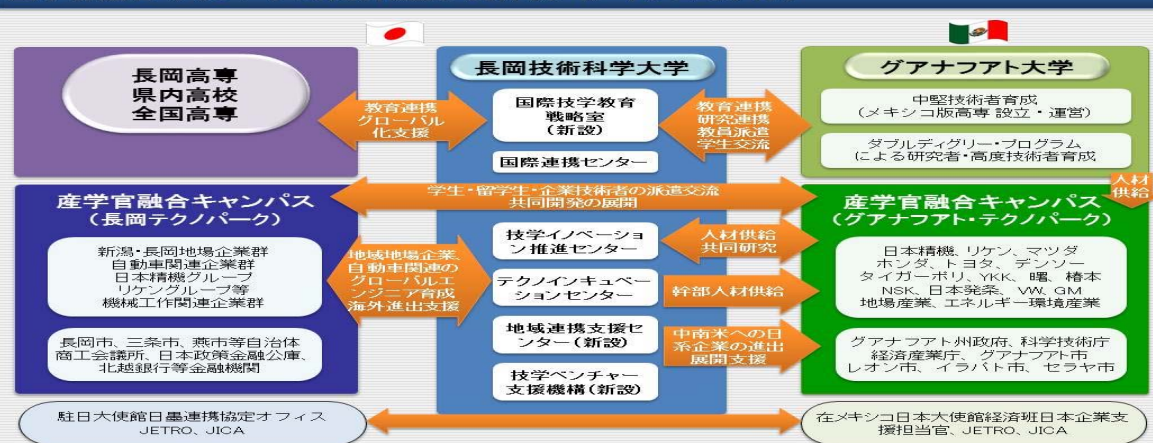 長岡高専
県内高校
全国高専
教育連携
グローバル
化支援
長岡技術科学大学
国際技学教育
戦略室
(新設)
国際連携センター
教育連携
研究連携
教員派遣
学生交流
グアナフアト大学
中堅技術者育成
(メキシコ版高専 設立・運営)
ダブルディグリー・プログラム
による研究者・高度技術者育成
人材
供給
学生・留学生・企業技術者の派遣交流
共同開発の展開
産学官融合キャンパス
(長岡テクノパーク)
新潟・長岡地場企業群
自動車関連企業群
日本精機グループ
リケングループ等
機械工作関連企業群
長岡市、三条市、燕市等自治体
商工会議所、日本政策金融公庫、
北越銀行等金融機関
地域地場企業、
自動車関連の
グローバルエ
ンジニア育成
海外進出支援
技学イノベーショ
ン推進センター
テクノインキュベー
ションセンター
地域連携支援セ
ンター(新設)
技学ベンチャー
支援機構(新設)
人材供給
共同研究
幹部人材供給
中南米への日
系企業の進出
展開支援
産学官融合キャンパス
(グアナフアト・テクノパーク)
日本精機、リケン、マツダ
ホンダ、トヨタ、デンソー
タイガーポリ、YKK、曙、椿本
NSK、日本発条、VW、GM
地場産業、エネルギー環境産業
グアナフアト州政府、科学技術庁
経済産業庁、グアナフアト市
レオン市、イラパト市、セラヤ市
駐日大使館日墨連携協定オフィス
JETRO、JICA
在メキシコ日本大使館経済班日本企業支
援担当官、JETRO、JICA